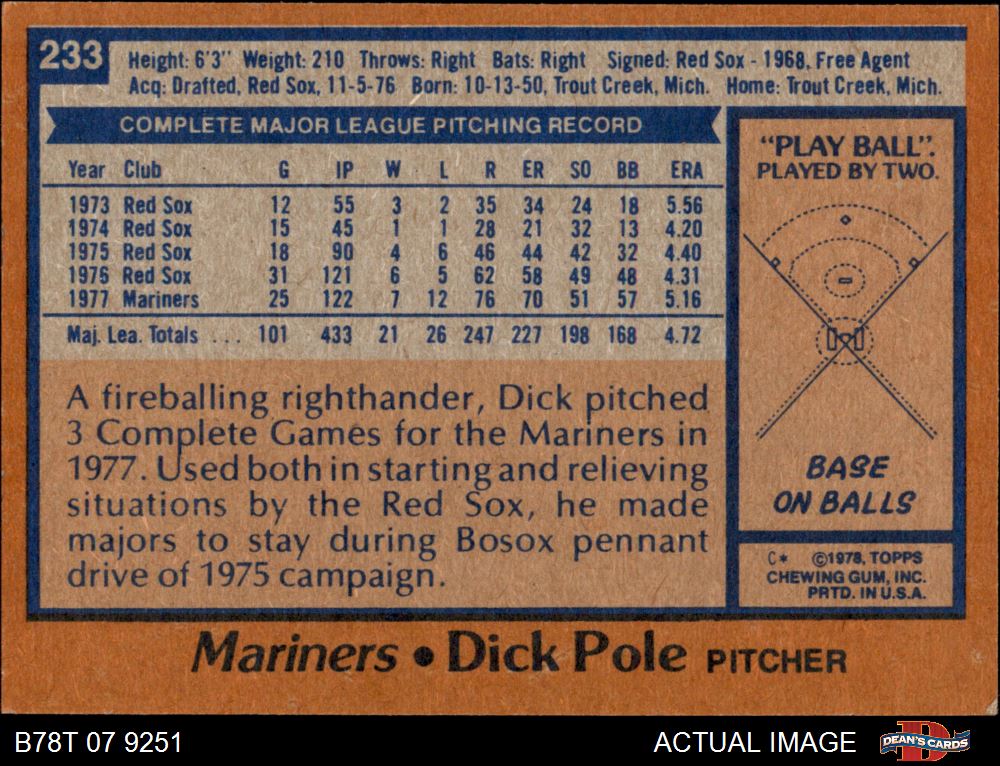 233
Height: 6'3" Weight: 210 Throws: Right Bats: Right Signed: Red Sox - 1968, Free Agent
Acq: Drafted, Red Sox, 11-5-76 Born: 10-13-50, Trout Creek, Mich. Home: Trout Creek, Mich.
COMPLETE MAJOR LEAGUE PITCHING RECORD
Year Club G IP W L R ER SO BB ERA
1973 Red Sox 12 55 3 2 35 34 24 18 5.56
1974 Red Sox 15 45 1 1 28 21 32 13 4.20
1975 Red Sox 18 90 4 6 46 44 42 32 4.40
1976 Red Sox 31 121 6 5 62 58 49 48 4.31
1977 Mariners 25 122 7 12 76 70 51 57 5.16
Maj. Lea. Totals ... 101 433 21 26 247 227 198 168 4.72
A fireballing righthander, Dick pitched
3 Complete Games for the Mariners in
1977. Used both in starting and relieving
situations by the Red Sox, he made
majors to stay during Bosox pennant
drive of 1975 campaign.
"PLAY BALL".
PLAYED BY TWO.
BASE
ON BALLS
C* ©1978, TOPPS
CHEWING GUM, INC.
PRTD. IN U.S.A.
Mariners • Dick Pole PITCHER
B78T 07 9251
ACTUAL IMAGE
D
DEAN'S CARDS